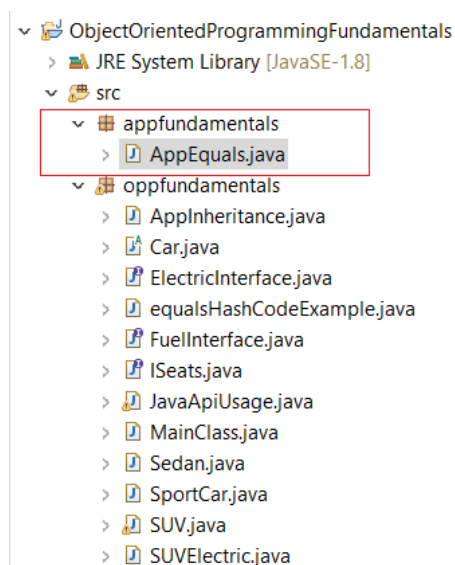 ObjectOrientedProgrammingFundamentals
JRE System Library [JavaSE-1.8]
src
appfundamentals
AppEquals.java
oppfundamentals
AppInheritance.java
Car.java
ElectricInterface.java
equalsHashCodeExample.java
FuelInterface.java
ISeats.java
JavaApiUsage.java
MainClass.java
Sedan.java
SportCar.java
SUV.java
SUVElectric.java